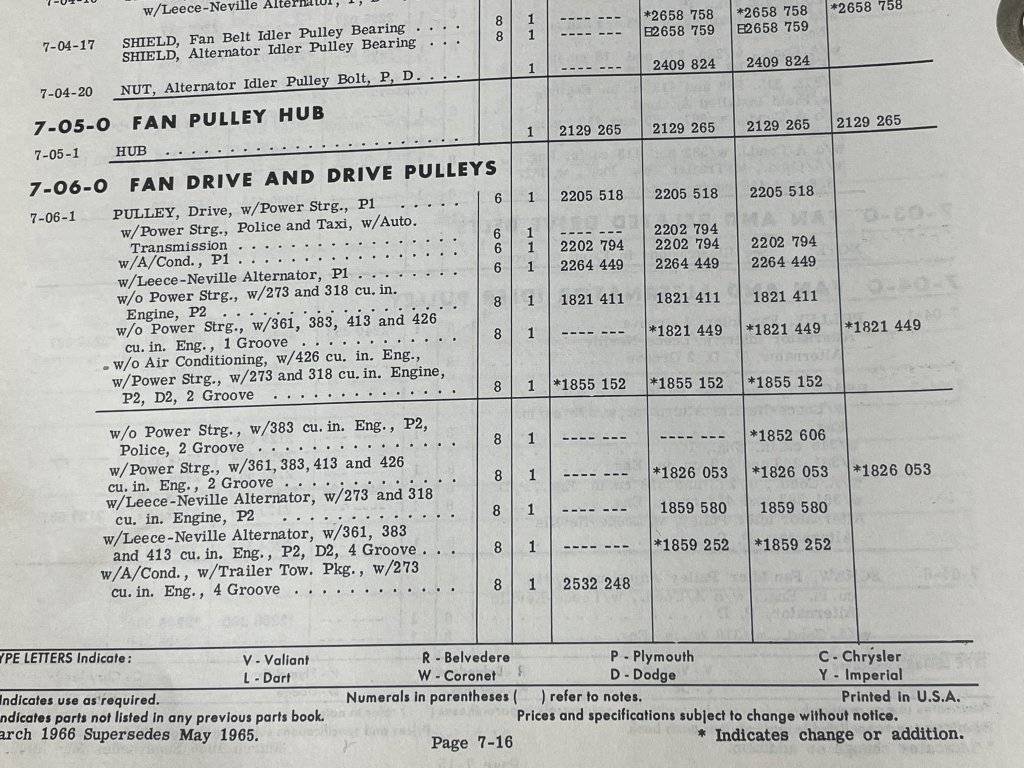 w/Leece-Neville Alternator, P, D
*2658 758 *2658 758 *2658 758
7-04-17 SHIELD, Fan Belt Idler Pulley Bearing . . . . 8 1 ---- ---
SHIELD, Alternator Idler Pulley Bearing . . . 8 1 ---- --- 2658 759 2658 759
7-04-20 NUT, Alternator Idler Pulley Bolt, P, D. . . . 1 ---- --- 2409 824 2409 824
7-05-0 FAN PULLEY HUB
7-05-1 HUB . . . . . . . . . . . . . . . . . . . . . . 1 2129 265 2129 265 2129 265 2129 265
7-06-0 FAN DRIVE AND DRIVE PULLEYS
7-06-1 PULLEY, Drive, w/Power Strg., P1 . . . . . 6 1 2205 518 2205 518 2205 518
w/Power Strg., Police and Taxi, w/Auto.
Transmission . . . . . . . . . . . . . . . . . 6 1 ---- --- 2202 794
w/A/Cond., P1 . . . . . . . . . . . . . . . . . 6 1 2202 794 2202 794 2202 794
w/Leece-Neville Alternator, P1 . . . . . . . . 6 1 2264 449 2264 449 2264 449
w/o Power Strg., w/273 and 318 cu. in.
Engine, P2 . . . . . . . . . . . . . . . . . . 8 1 1821 411 1821 411 1821 411
w/o Power Strg., w/361, 383, 413 and 426
cu. in. Eng., 1 Groove . . . . . . . . . . . . 8 1 ---- --- *1821 449 *1821 449 *1821 449
w/o Air Conditioning, w/426 cu. in. Eng.,
w/Power Strg., w/273 and 318 cu. in. Engine,
P2, D2, 2 Groove . . . . . . . . . . . . . . 8 1 *1855 152 *1855 152 *1855 152
w/o Power Strg., w/383 cu. in. Eng., P2,
Police, 2 Groove . . . . . . . . . . . . . . . 8 1 ---- --- ---- --- *1852 606
w/Power Strg., w/361, 383, 413 and 426
cu. in. Eng., 2 Groove . . . . . . . . . . . . 8 1 ---- --- *1826 053 *1826 053 *1826 053
w/Leece-Neville Alternator, w/273 and 318
cu. in. Engine, P2 . . . . . . . . . . . . . 8 1 ---- --- 1859 580 1859 580
w/Leece-Neville Alternator, w/361, 383
and 413 cu. in. Eng., P2, D2, 4 Groove . . . 8 1 ---- --- *1859 252 *1859 252
w/A/Cond., w/Trailer Tow. Pkg., w/273
cu. in. Eng., 4 Groove . . . . . . . . . . . . 8 1 2532 248
YPE LETTERS Indicate: V - Valiant R - Belvedere P - Plymouth C - Chrysler
L - Dart W - Coronet D - Dodge Y - Imperial
Indicates use as required. Numerals in parentheses ( ) refer to notes. Printed in U.S.A.
ndicates parts not listed in any previous parts book. Prices and specifications subject to change without notice.
arch 1966 Supersedes May 1965. Page 7-16 * Indicates change or addition.